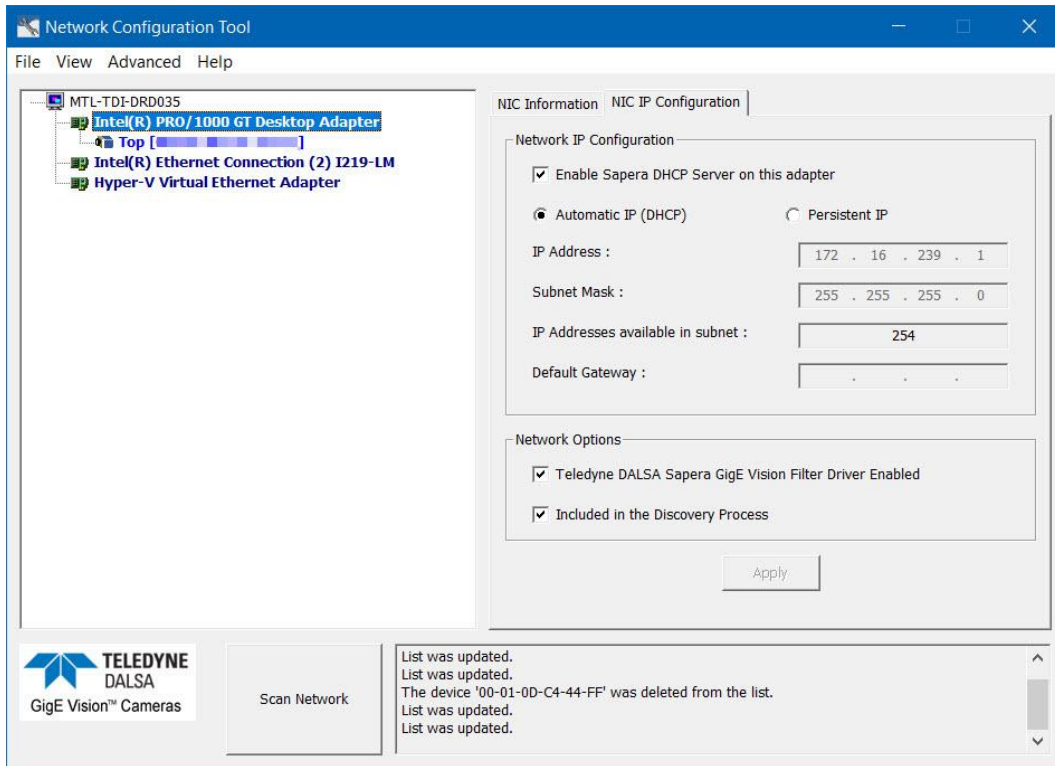 Network Configuration Tool
File View Advanced Help
MTL-TDI-DRD035
Intel(R) PRO/1000 GT Desktop Adapter
Top [ ]
Intel(R) Ethernet Connection (2) I219-LM
Hyper-V Virtual Ethernet Adapter
NIC Information NIC IP Configuration
Network IP Configuration
Enable Sapera DHCP Server on this adapter
Automatic IP (DHCP) Persistent IP
IP Address : 172 . 16 . 239 . 1
Subnet Mask : 255 . 255 . 255 . 0
IP Addresses available in subnet : 254
Default Gateway : . . .
Network Options
Teledyne DALSA Sapera GigE Vision Filter Driver Enabled
Included in the Discovery Process
Apply
TELEDYNE
DALSA
GigE Vision™ Cameras
Scan Network
List was updated.
List was updated.
The device '00-01-0D-C4-44-FF' was deleted from the list.
List was updated.
List was updated.